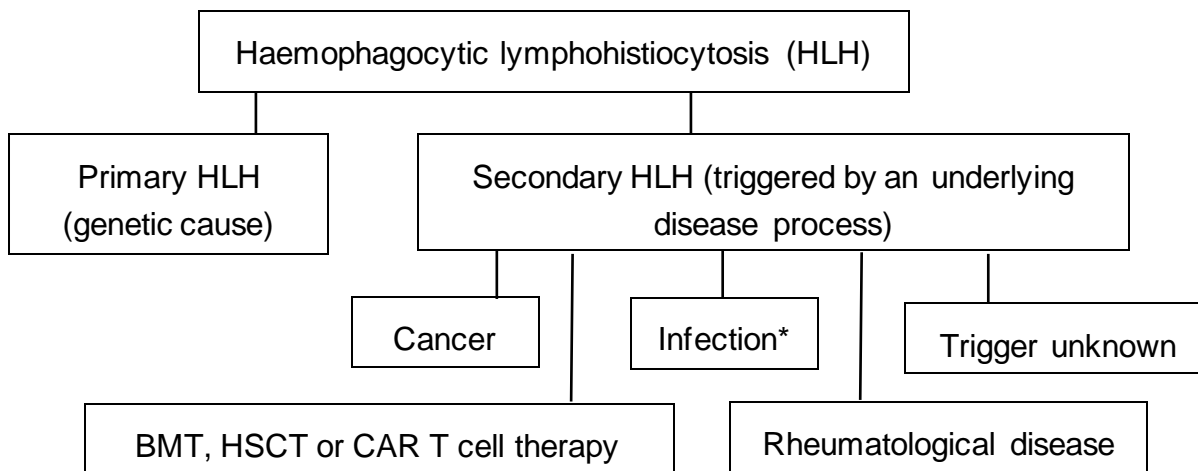 Haemophagocytic lymphohistiocytosis (HLH)
Primary HLH
(genetic cause)
Secondary HLH (triggered by an underlying
disease process)
Cancer
Infection*
Trigger unknown
BMT, HSCT or CAR T cell therapy
Rheumatological disease